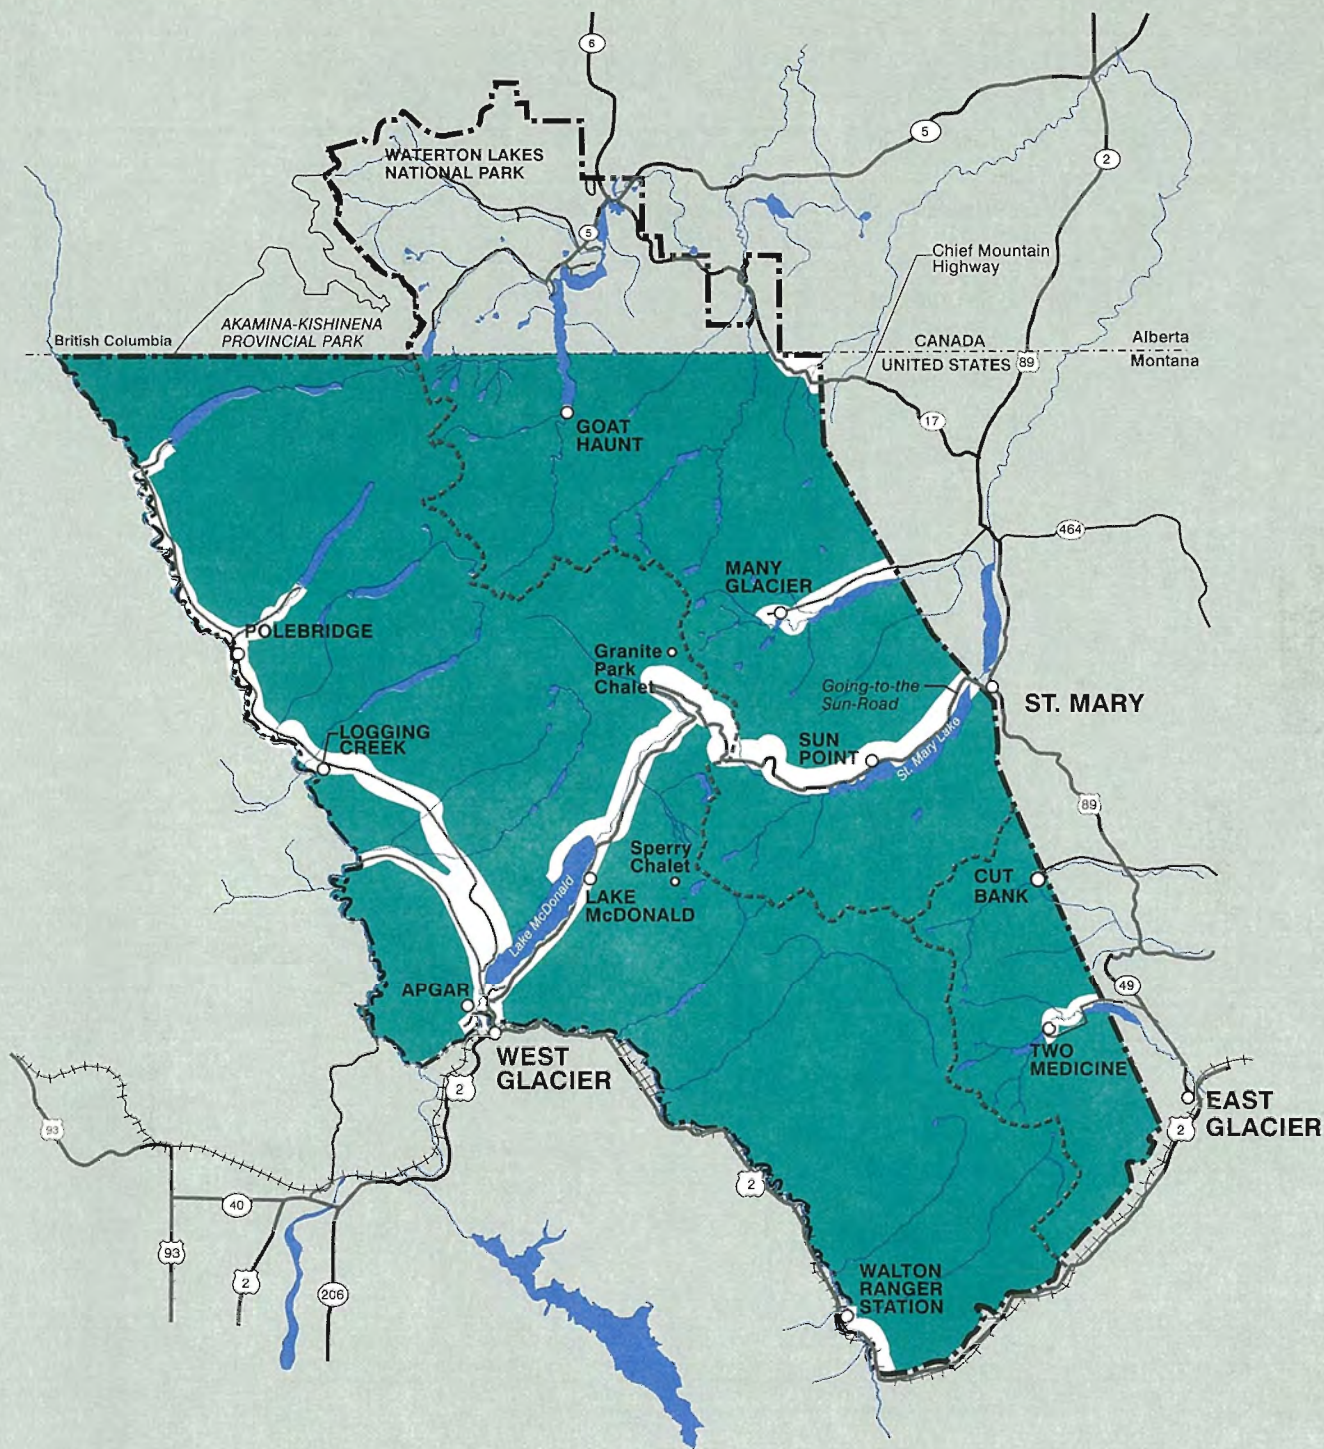 6
5
2
WATERTON LAKES
NATIONAL PARK
5
Chief Mountain
Highway
AKAMINA-KISHINENA
PROVINCIAL PARK
British Columbia
CANADA
Alberta
UNITED STATES
89
Montana
17
GOAT
HAUNT
464
MANY
GLACIER
POLEBRIDGE
Granite
Park
Chalet
Going-to-the
Sun-Road
ST. MARY
LOGGING
CREEK
SUN
POINT
St. Mary Lake
89
Sperry
Chalet
CUT
BANK
LAKE
McDONALD
Lake McDonald
APGAR
49
WEST
GLACIER
TWO
MEDICINE
2
EAST
GLACIER
93
2
2
40
93
2
206
WALTON
RANGER
STATION